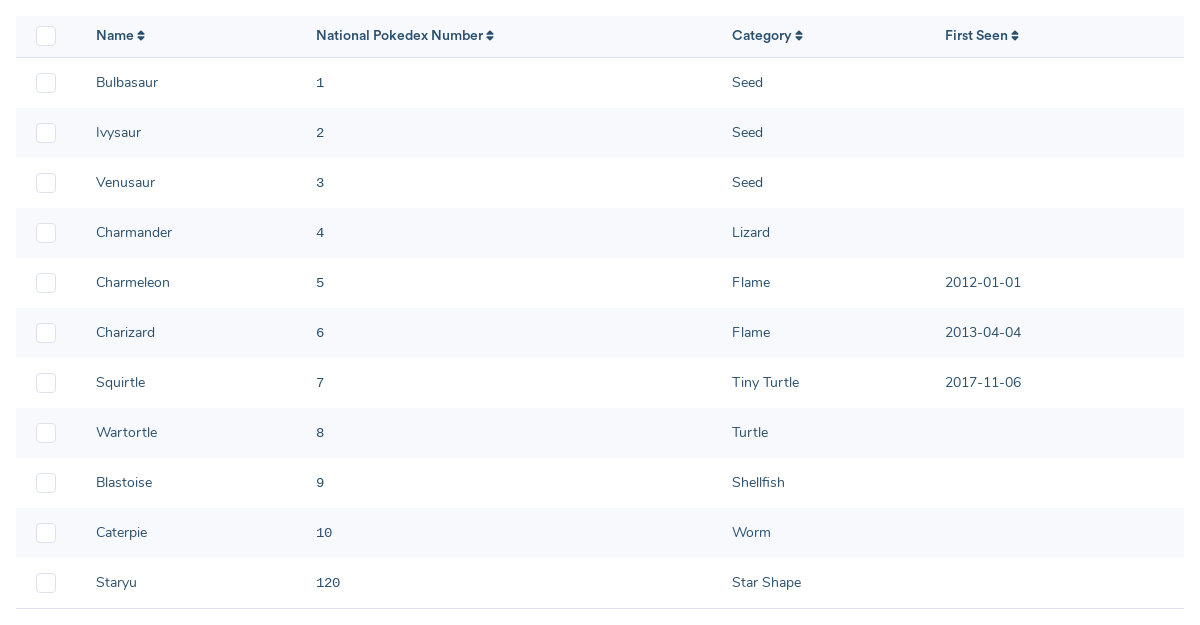 Name National Pokedex Number Category First Seen
Bulbasaur 1 Seed
Ivysaur 2 Seed
Venusaur 3 Seed
Charmander 4 Lizard
Charmeleon 5 Flame 2012-01-01
Charizard 6 Flame 2013-04-04
Squirtle 7 Tiny Turtle 2017-11-06
Wartortle 8 Turtle
Blastoise 9 Shellfish
Caterpie 10 Worm
Staryu 120 Star Shape